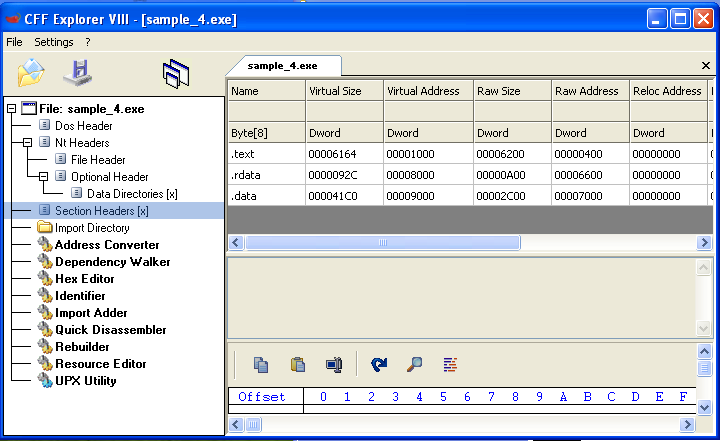 CFF Explorer VIII - [sample_4.exe]
File Settings ?
sample_4.exe
File: sample_4.exe
Dos Header
Nt Headers
File Header
Optional Header
Data Directories [x]
Section Headers [x]
Import Directory
Address Converter
Dependency Walker
Hex Editor
Identifier
Import Adder
Quick Disassembler
Rebuilder
Resource Editor
UPX Utility
Name Virtual Size Virtual Address Raw Size Raw Address Reloc Address
Byte[8] Dword Dword Dword Dword Dword
.text 00006164 00001000 00006200 00000400 00000000
.rdata 0000092C 00008000 00000A00 00006600 00000000
.data 000041C0 00009000 00002C00 00007000 00000000
Offset 0 1 2 3 4 5 6 7 8 9 A B C D E F